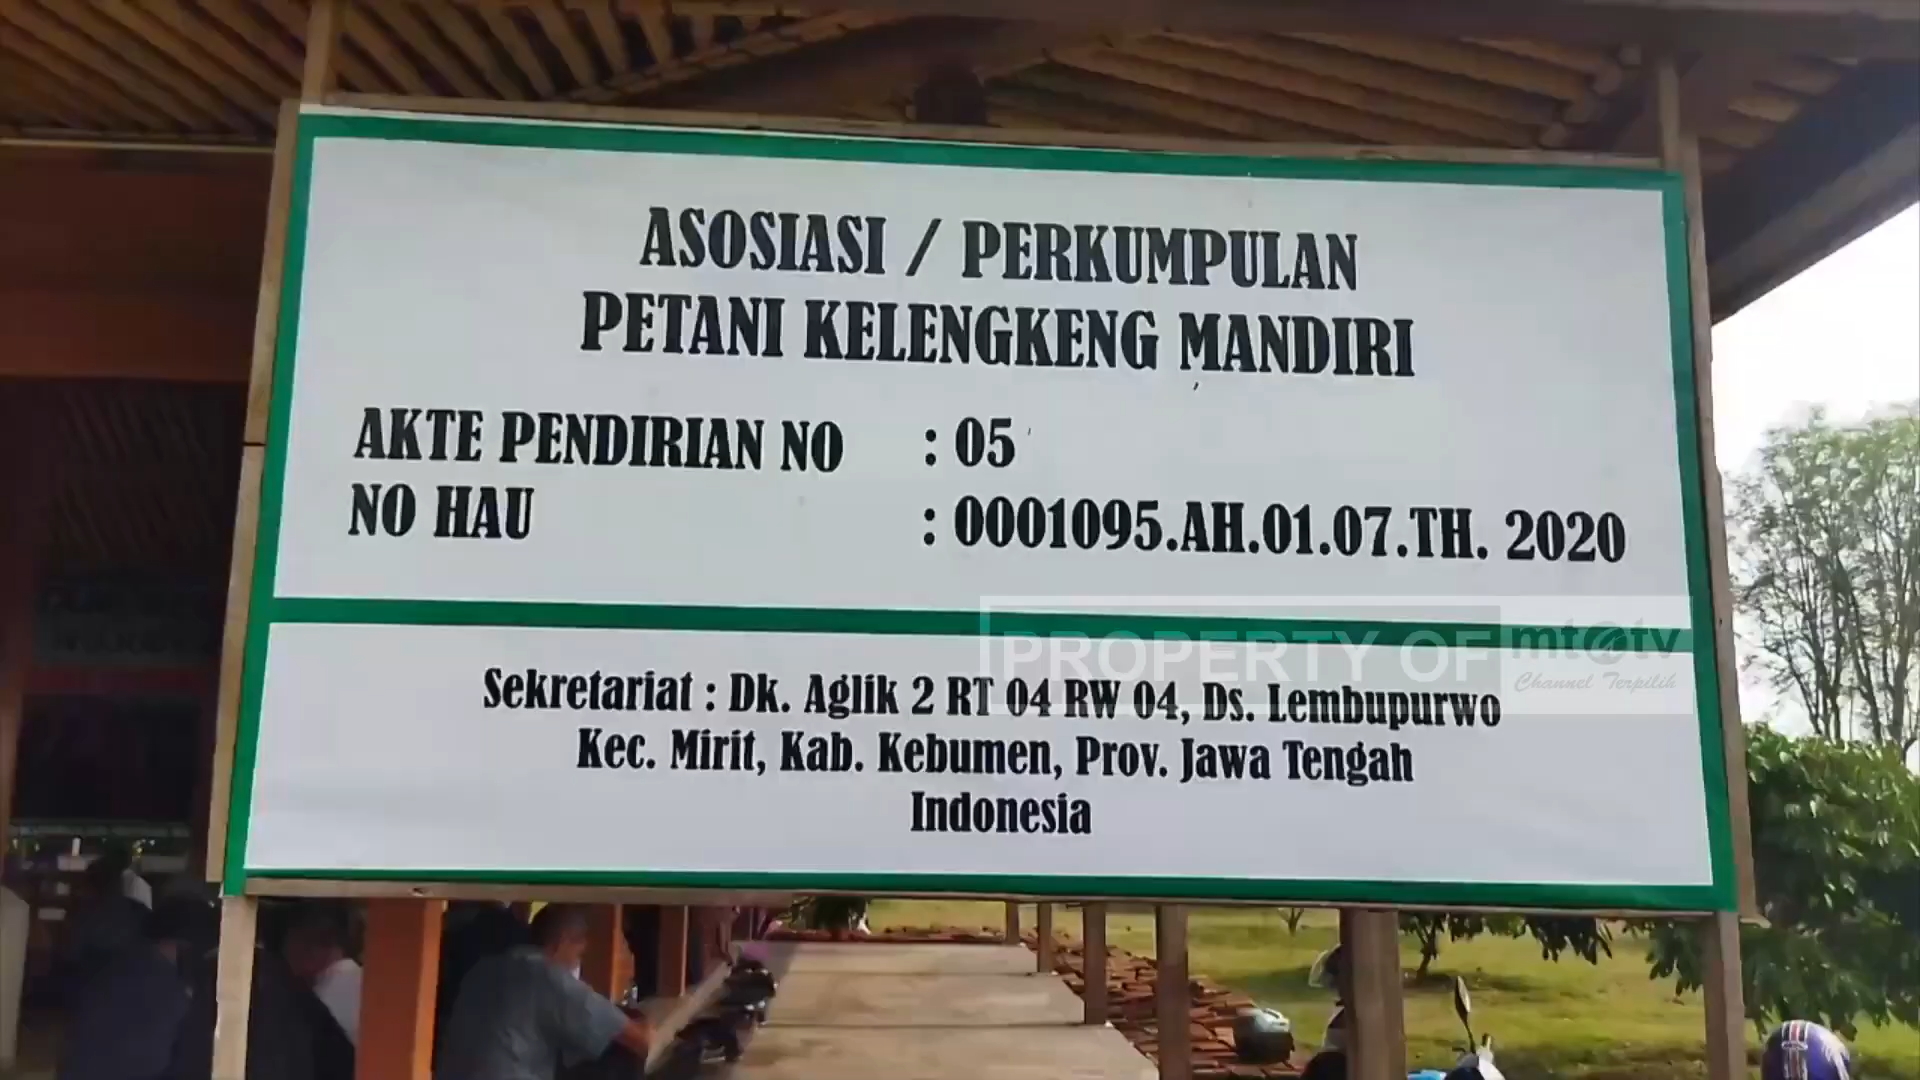 ASOSIASI / PERKUMPULAN
PETANI KELENGKENG MANDIRI
AKTE PENDIRIAN NO : 05
NO HAU : 0001095.AH.01.07.TH. 2020
PROPERTY OF mt@tv
Channel Terpilih
Sekretariat : Dk. Aglik 2 RT 04 RW 04, Ds. Lembupurwo
Kec. Mirit, Kab. Kebumen, Prov. Jawa Tengah
Indonesia